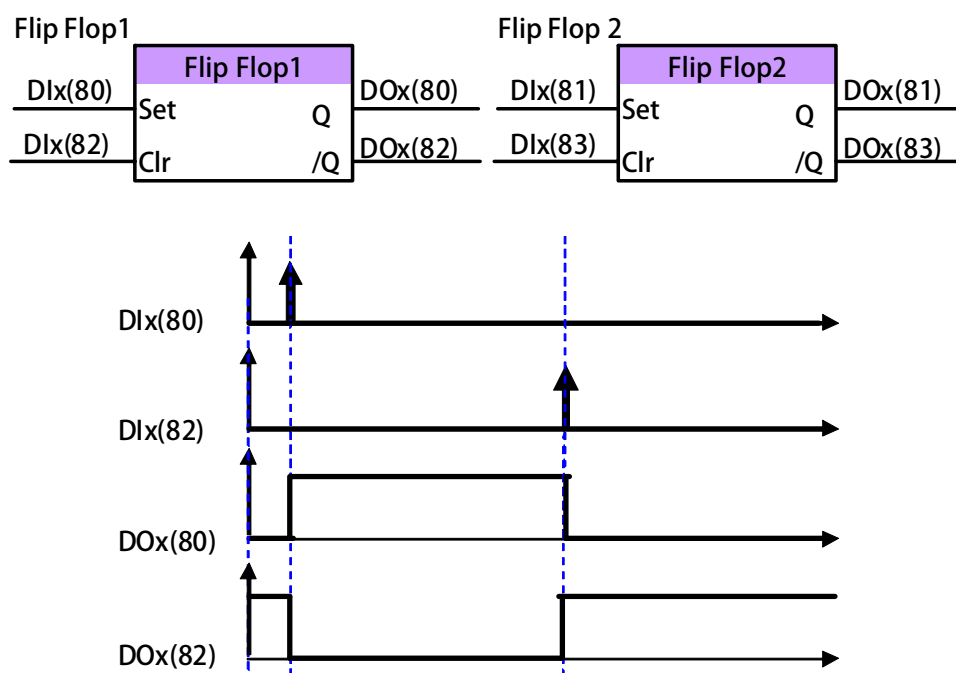 Flip Flop1
Flip Flop1
DIx(80)
Set
Q
DOx(80)
DIx(82)
Clr
/Q
DOx(82)
Flip Flop 2
Flip Flop2
DIx(81)
Set
Q
DOx(81)
DIx(83)
Clr
/Q
DOx(83)
DIx(80)
DIx(82)
DOx(80)
DOx(82)